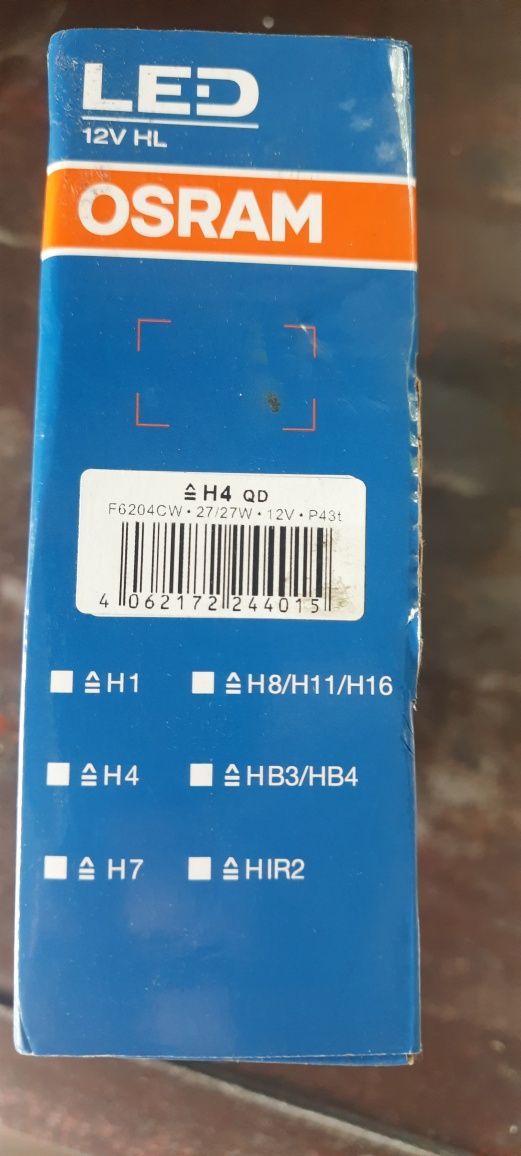 LED
12V HL
OSRAM
≙ H4 QD
F6204CW • 27/27W • 12V • P43t
4 062172 244015
≙ H1
≙ H8/H11/H16
≙ H4
≙ HB3/HB4
≙ H7
≙ HIR2